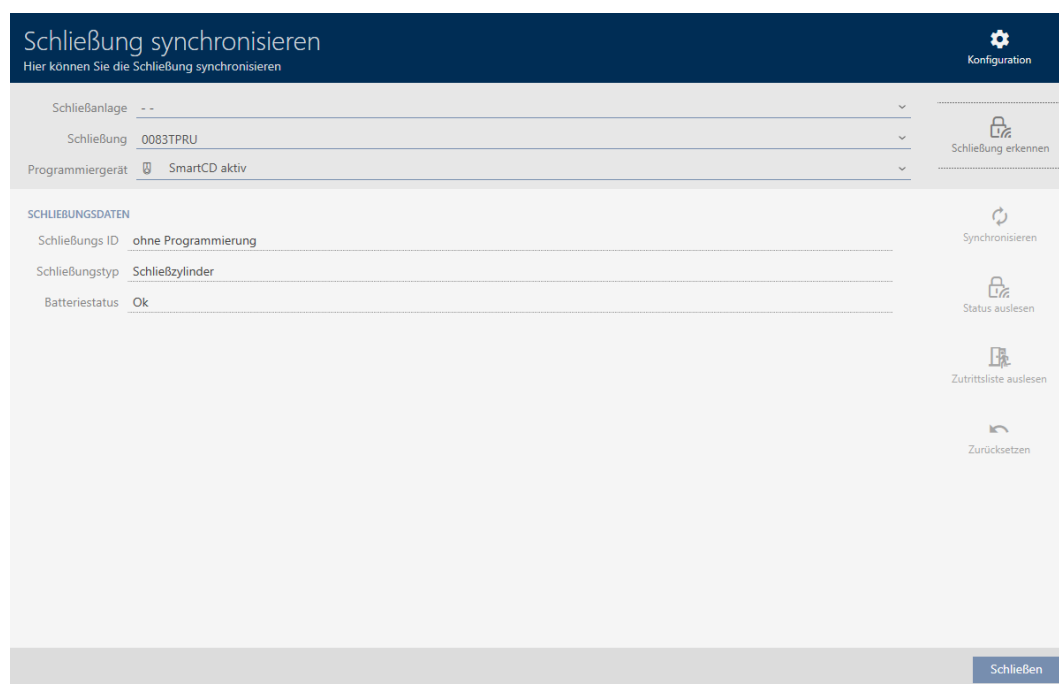 Schließung synchronisieren
Hier können Sie die Schließung synchronisieren
Konfiguration
Schließanlage - -
Schließung 0083TPRU
Programmiergerät SmartCD aktiv
Schließung erkennen
SCHLIEßUNGSDATEN
Schließungs ID ohne Programmierung
Schließungstyp Schließzylinder
Batteriestatus Ok
Synchronisieren
Status auslesen
Zutrittsliste auslesen
Zurücksetzen
Schließen